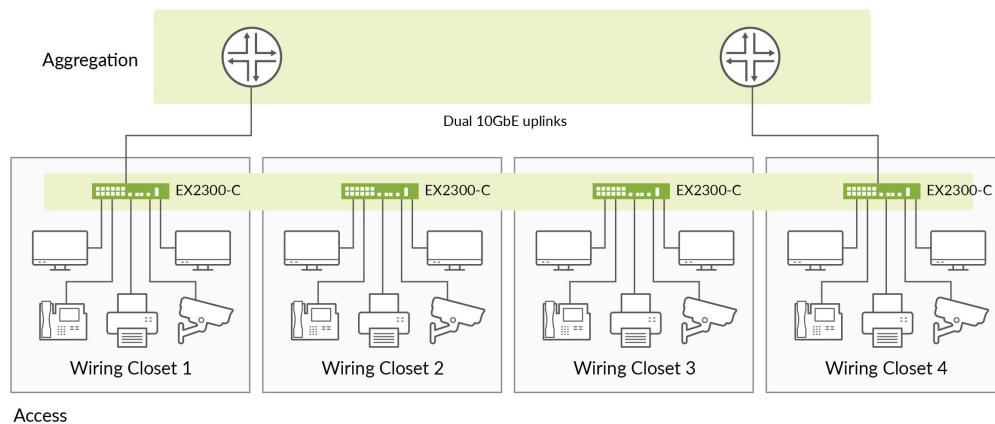 Aggregation
Dual 10GbE uplinks
EX2300-C
EX2300-C
EX2300-C
EX2300-C
Wiring Closet 1
Wiring Closet 2
Wiring Closet 3
Wiring Closet 4
Access